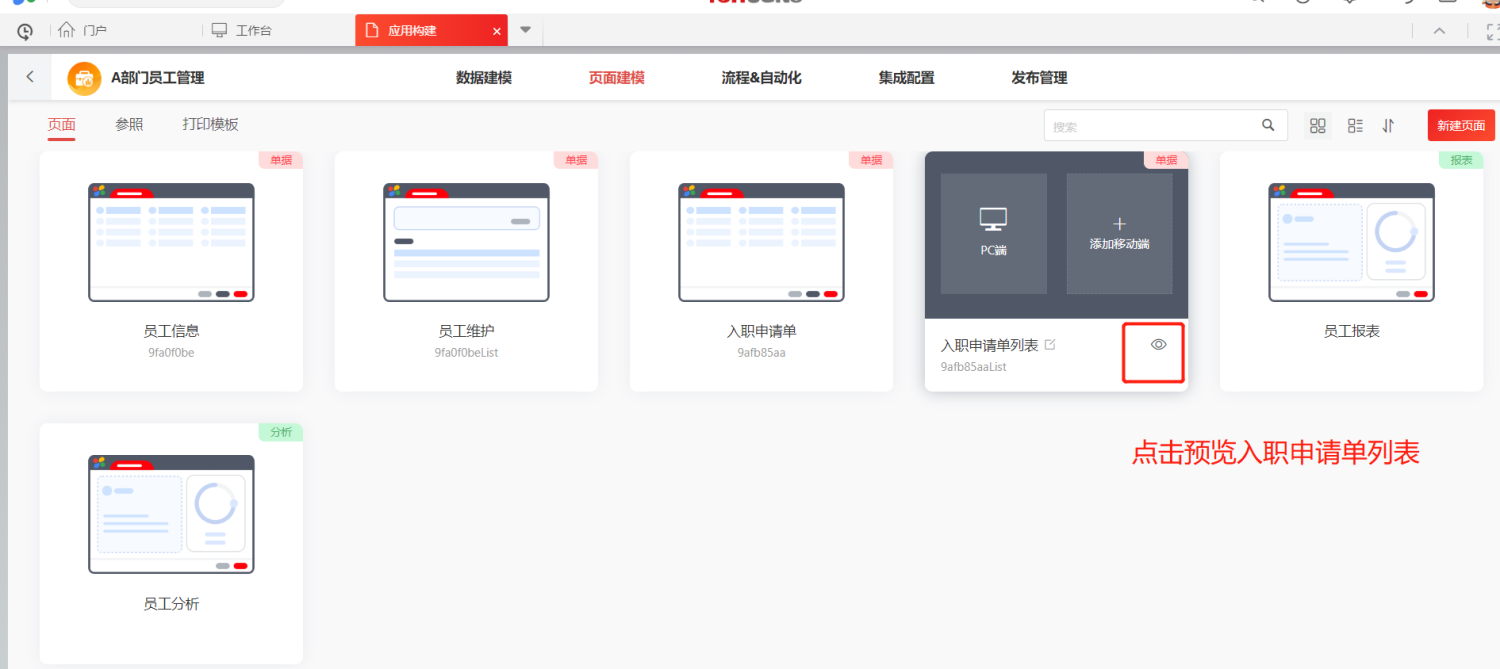 门户
工作台
应用构建
A部门员工管理
数据建模
页面建模
流程&自动化
集成配置
发布管理
页面
参照
打印模板
搜索
新建页面
单据
单据
单据
单据
报表
PC端
添加移动端
员工信息
9fa0f0be
员工维护
9fa0f0beList
入职申请单
9afb85aa
入职申请单列表
9afb85aaList
员工报表
点击预览入职申请单列表
分析
员工分析